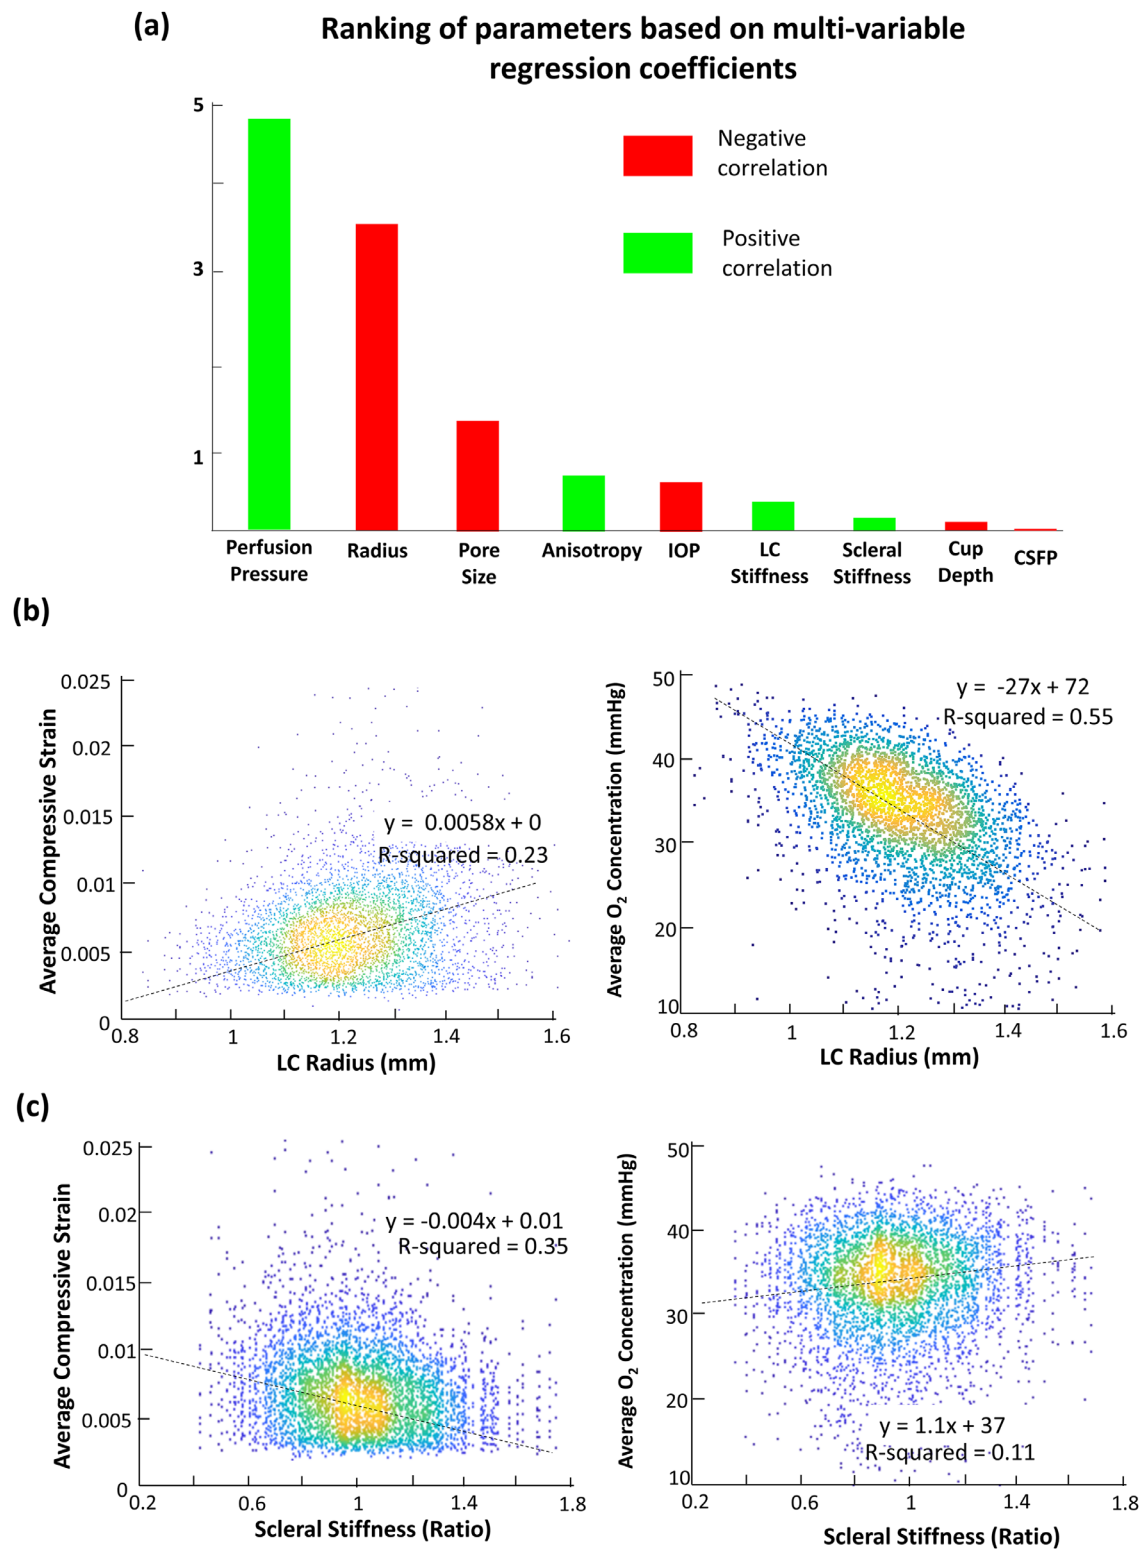 (a)
Ranking of parameters based on multi-variable
regression coefficients
5
3
1
Negative
correlation
Positive
correlation
Perfusion
Pressure
Radius
Pore
Size
Anisotropy
IOP
LC
Stiffness
Scleral
Stiffness
Cup
Depth
CSFP
(b)
Average Compressive Strain
0.025
0.02
0.015
0.01
0.005
0
y = 0.0058x + 0
R-squared = 0.23
0.8
1
1.2
1.4
1.6
LC Radius (mm)
Average O₂ Concentration (mmHg)
50
40
30
20
10
y = -27x + 72
R-squared = 0.55
0.8
1
1.2
1.4
1.6
LC Radius (mm)
(c)
Average Compressive Strain
0.025
0.02
0.015
0.01
0.005
0
y = -0.004x + 0.01
R-squared = 0.35
0.2
0.6
1
1.4
1.8
Scleral Stiffness (Ratio)
Average O₂ Concentration (mmHg)
50
40
30
20
10
y = 1.1x + 37
R-squared = 0.11
0.2
0.6
1
1.4
1.8
Scleral Stiffness (Ratio)